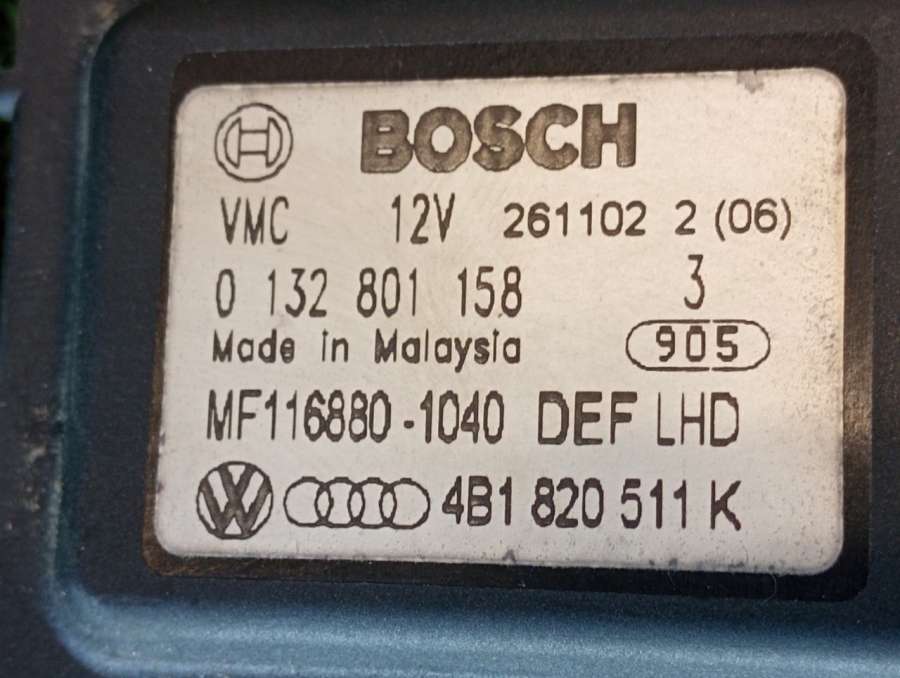 BOSCH
VMC 12V 261102 2 (06)
0 132 801 158 3
Made in Malaysia 905
MF116880-1040 DEF LHD
VW 4B1 820 511 K